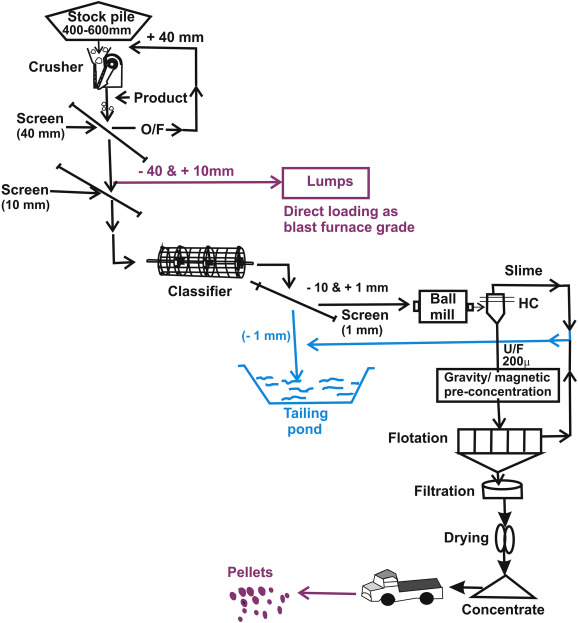 Stock pile
400-600mm
+ 40 mm
Crusher
Product
Screen
(40 mm)
O/F
- 40 & + 10mm
Lumps
Screen
(10 mm)
Direct loading as
blast furnace grade
Classifier
- 10 & + 1 mm
Slime
Ball
mill
HC
Screen
(1 mm)
(- 1 mm)
U/F
200µ
Gravity/ magnetic
pre-concentration
Tailing
pond
Flotation
Filtration
Drying
Pellets
Concentrate